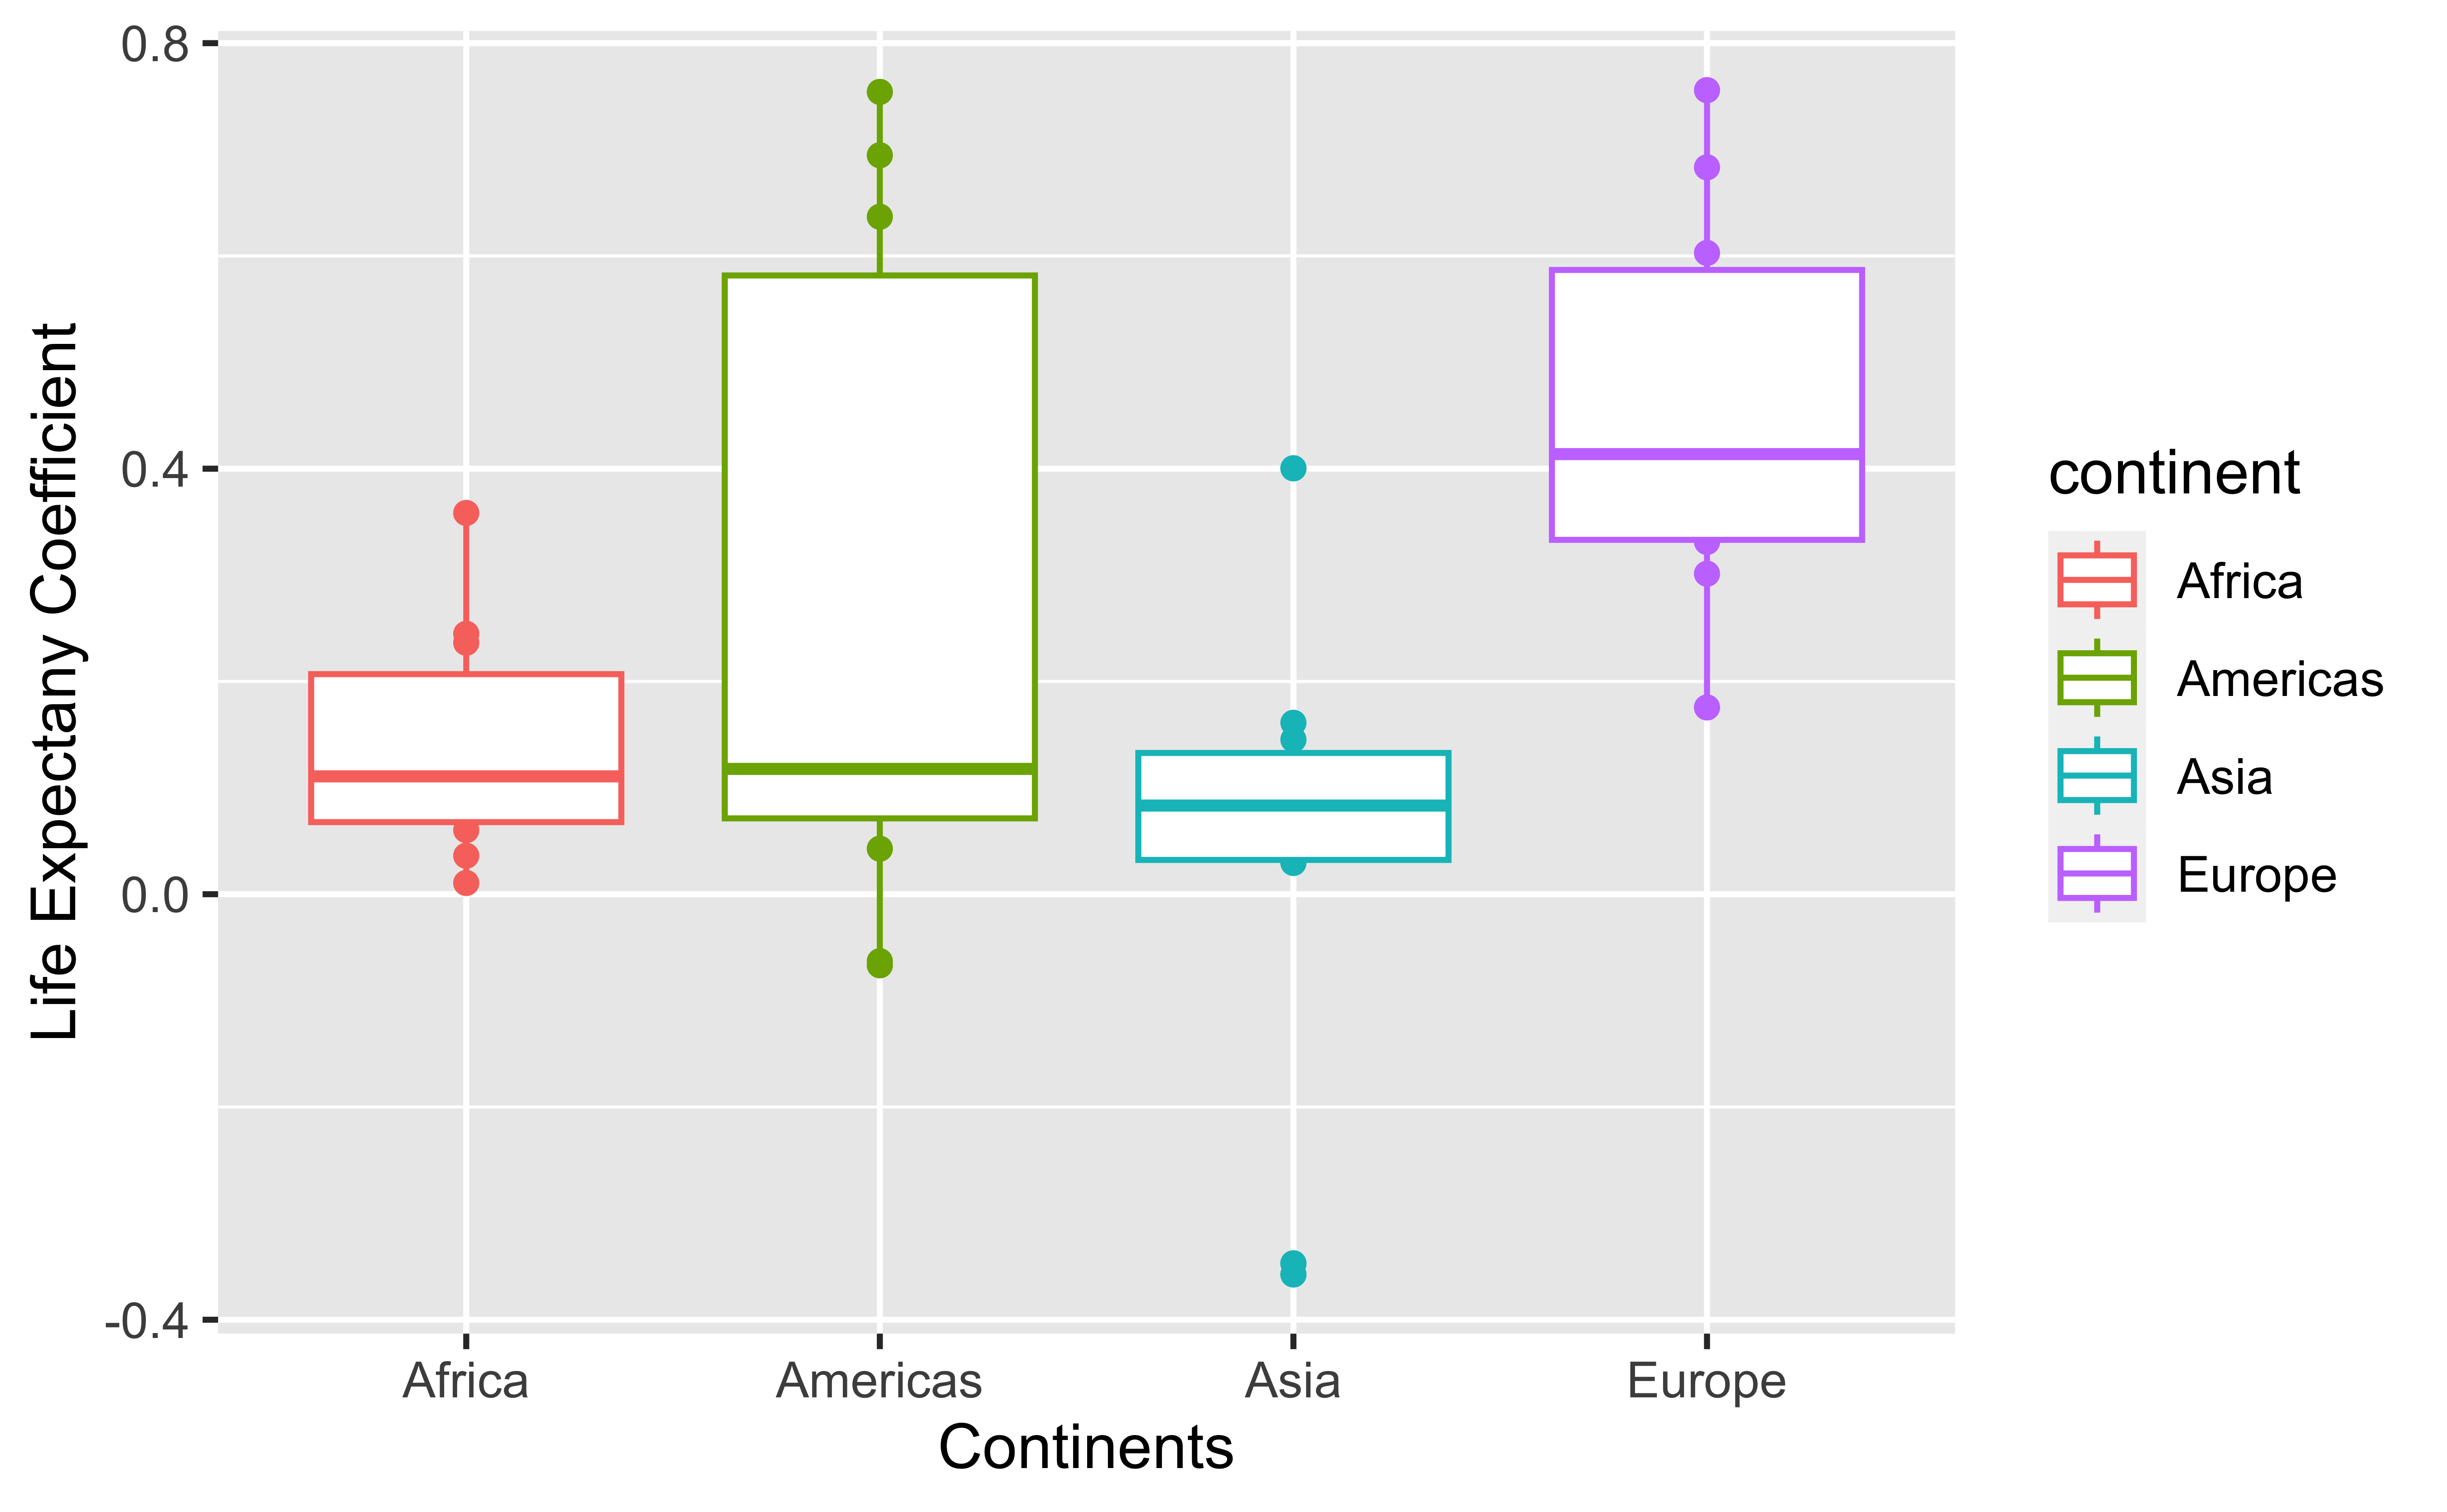 0.8
0.4
0.0
-0.4
Life Expectany Coefficient
Africa
Americas
Asia
Europe
Continents
continent
Africa
Americas
Asia
Europe